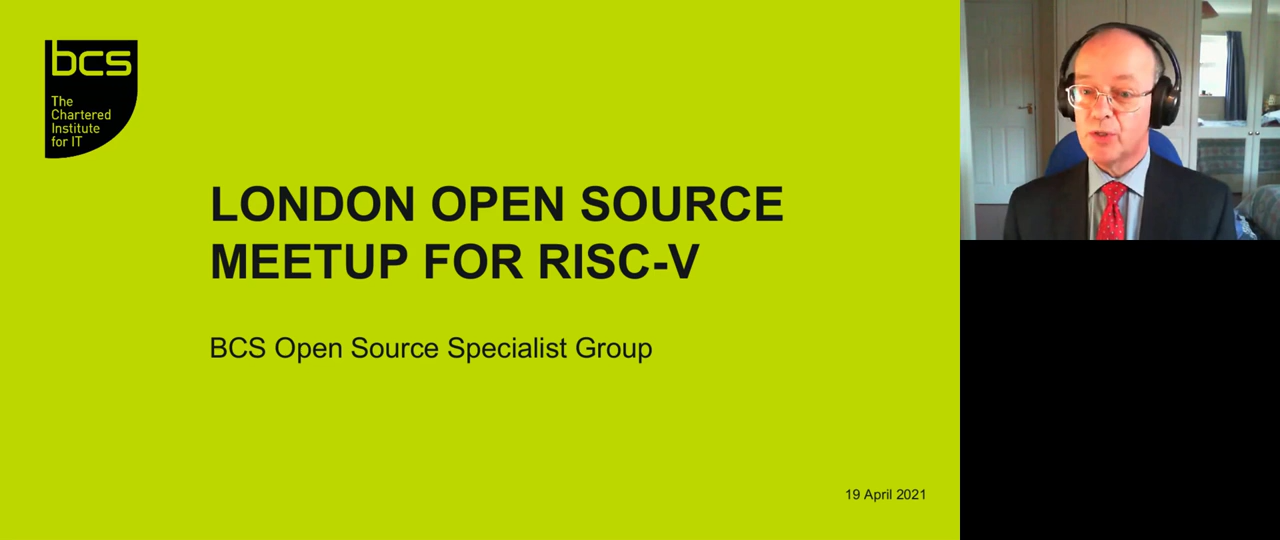 bcs
The
Chartered
Institute
for IT
LONDON OPEN SOURCE
MEETUP FOR RISC-V
BCS Open Source Specialist Group
19 April 2021